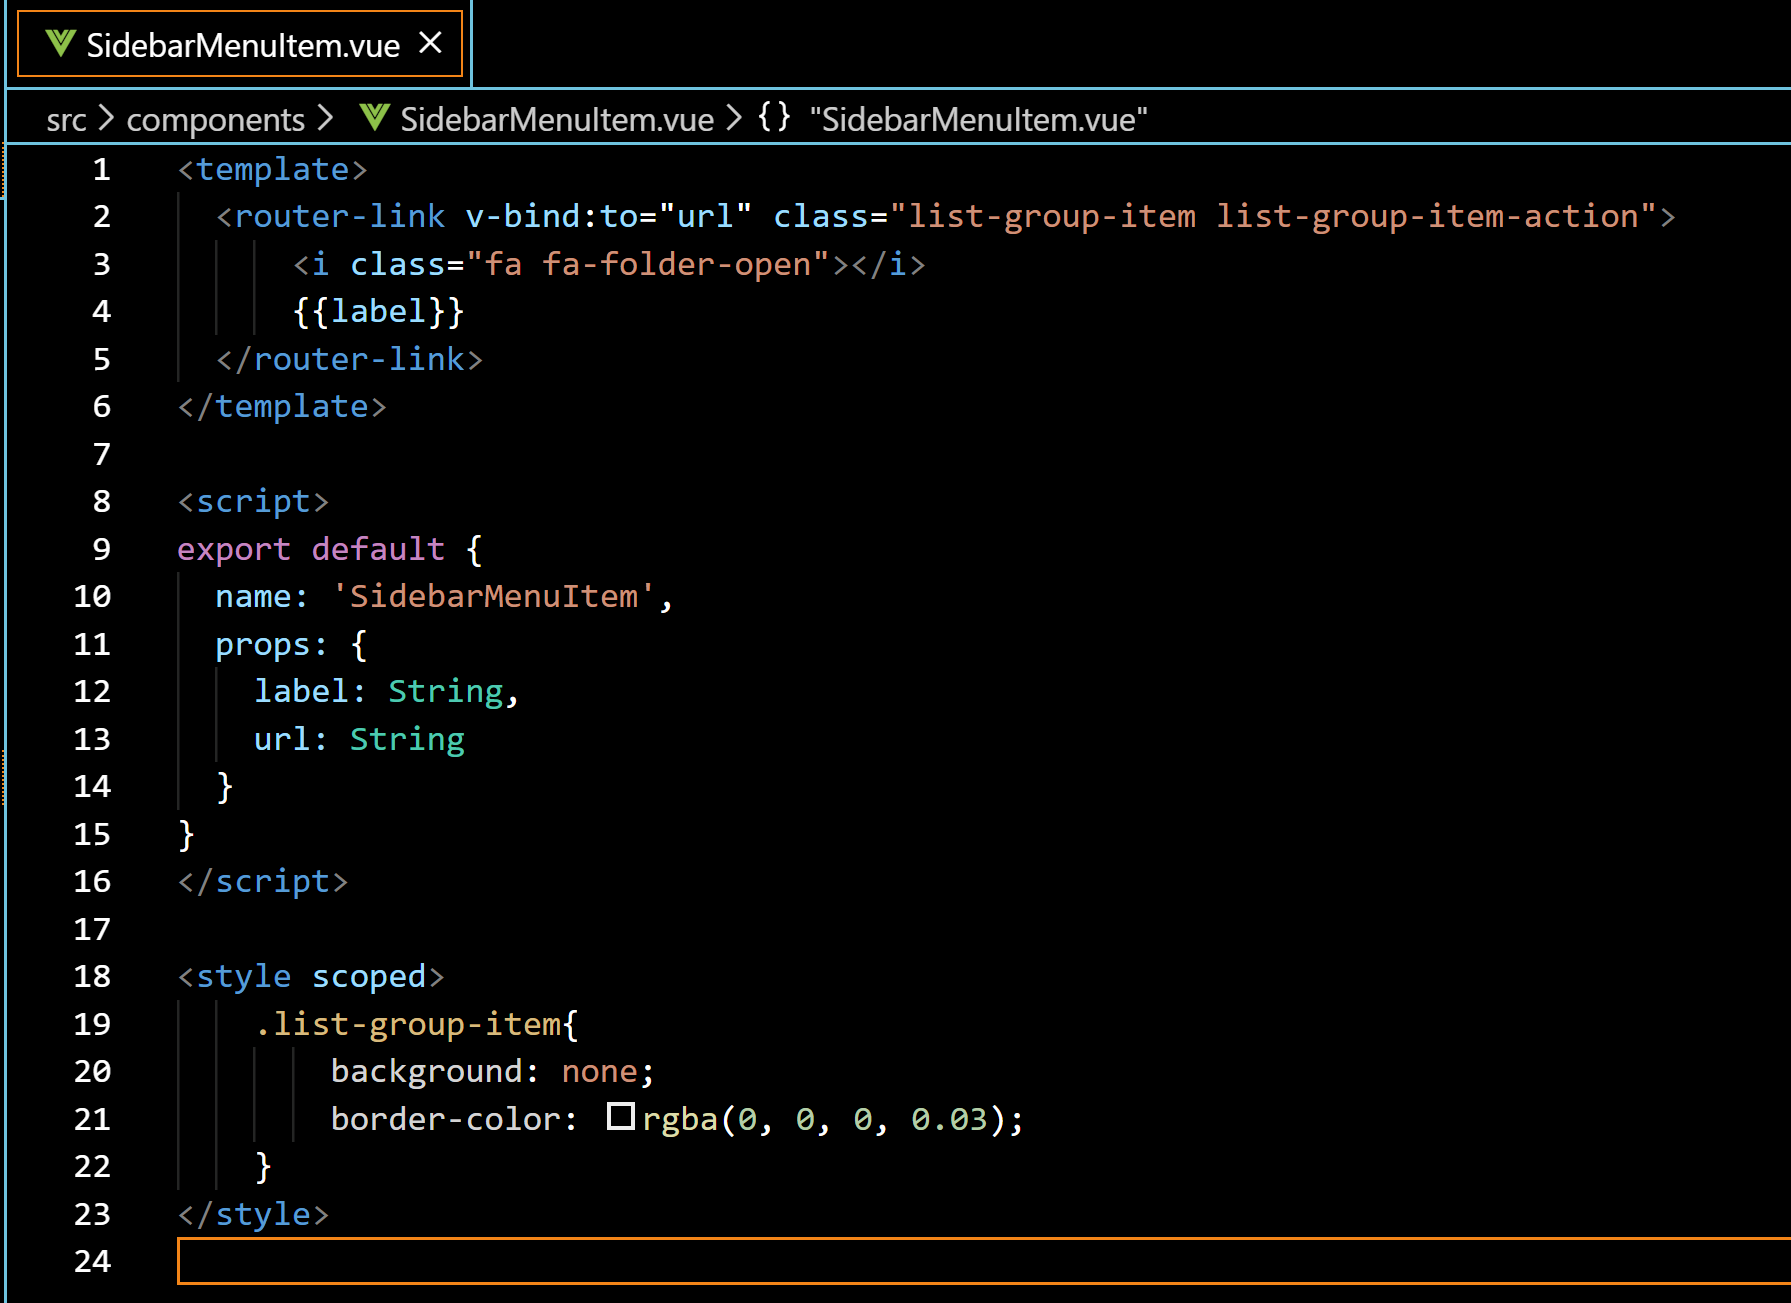 SidebarMenuItem.vue
src > components > SidebarMenuItem.vue > {} "SidebarMenuItem.vue"
1 <template>
2   <router-link v-bind:to="url" class="list-group-item list-group-item-action">
3       <i class="fa fa-folder-open"></i>
4       {{label}}
5   </router-link>
6 </template>
7
8 <script>
9 export default {
10   name: 'SidebarMenuItem',
11   props: {
12     label: String,
13     url: String
14   }
15 }
16 </script>
17
18 <style scoped>
19     .list-group-item{
20         background: none;
21         border-color: rgba(0, 0, 0, 0.03);
22     }
23 </style>
24